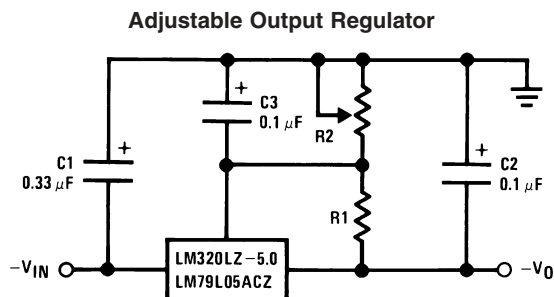 Adjustable Output Regulator
+
C3
0.1 µF
R2
+
C1
0.33 µF
+
C2
0.1 µF
R1
−VIN
LM320LZ−5.0
LM79L05ACZ
−VO